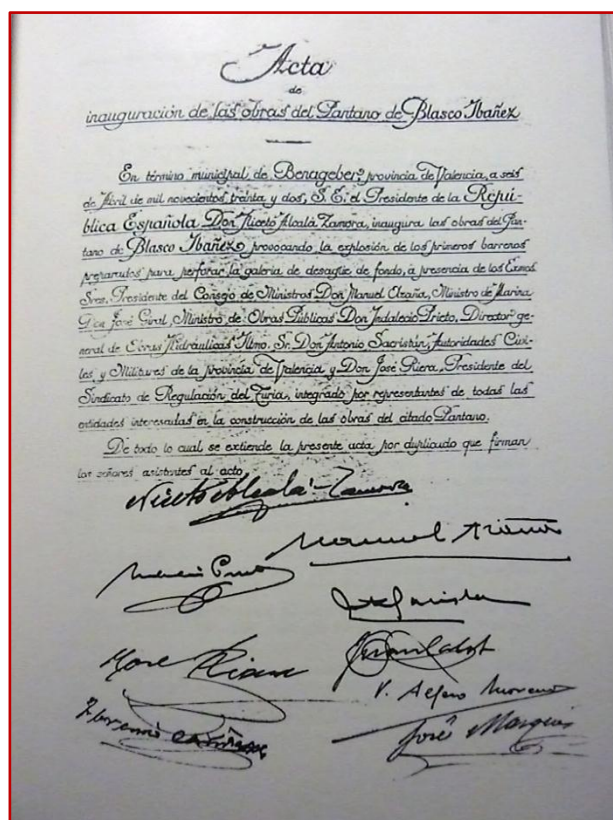 Acta
de
inauguración de las obras del Pantano de Blasco Ibañez
En término municipal de Benageber, provincia de Valencia, a seis
de Abril de mil novecientos tránta y dos, S. E. el Presidente de la Repú-
blica Española Don Niceto Alcalá Zamora, inaugura las obras del Pan-
tano de Blasco Ibañez provocando la explosión de los primeros barrenos
preparados para perforar la galería de desagüe de fondo, a presencia de los Exmos
Sres. Presidente del Consejo de Ministros Don Manuel Azaña, Ministro de Marina
Don José Giral, Ministro de Obras Públicas Don Indalecio Prieto, Director ge-
neral de Obras Hidráulicas Iltmo. Sr. Don Antonio Sacristán, Autoridades Civi-
les y Militares de la provincia de Valencia y Don José Riera, Presidente del
Sindicato de Regulación del Turia, integrado por representantes de todas las
entidades interesadas en la construcción de las obras del citado Pantano.
De todo lo cual se extiende la presente acta por duplicado que firman
los señores asistentes al acto
Niceto Alcalá-Zamora
Manuel Azaña
Indalecio Prieto
José
V. Alfaro Moreno
José Marqués